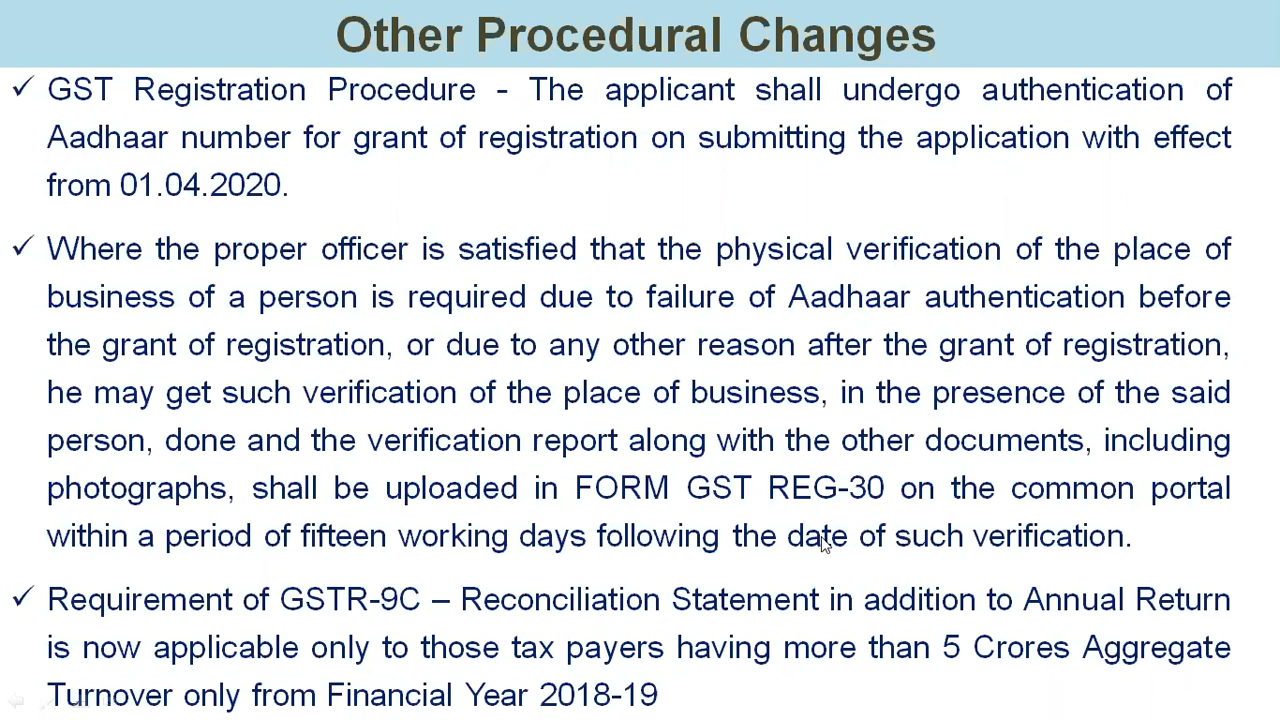 Other Procedural Changes
✓ GST Registration Procedure - The applicant shall undergo authentication of
Aadhaar number for grant of registration on submitting the application with effect
from 01.04.2020.
✓ Where the proper officer is satisfied that the physical verification of the place of
business of a person is required due to failure of Aadhaar authentication before
the grant of registration, or due to any other reason after the grant of registration,
he may get such verification of the place of business, in the presence of the said
person, done and the verification report along with the other documents, including
photographs, shall be uploaded in FORM GST REG-30 on the common portal
within a period of fifteen working days following the date of such verification.
✓ Requirement of GSTR-9C – Reconciliation Statement in addition to Annual Return
is now applicable only to those tax payers having more than 5 Crores Aggregate
Turnover only from Financial Year 2018-19